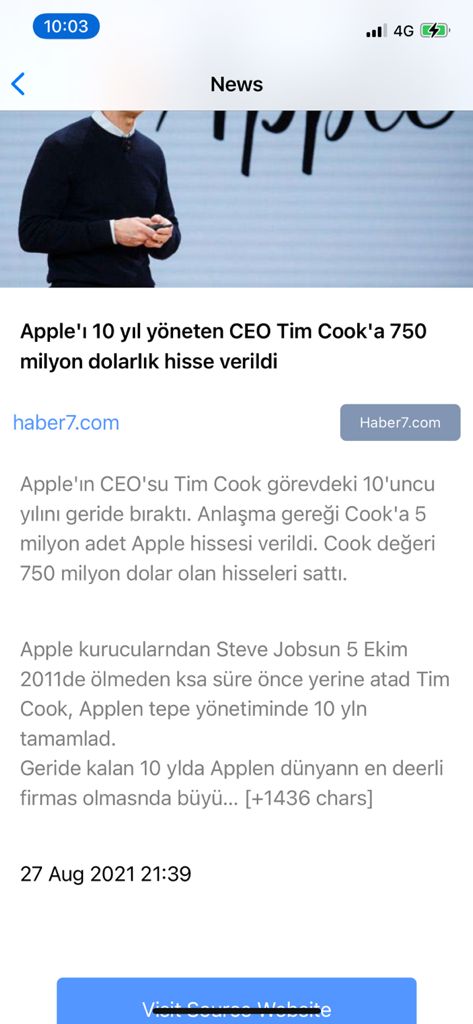 10:03
4G
News
Apple
Apple'ı 10 yıl yöneten CEO Tim Cook'a 750
milyon dolarlık hisse verildi
haber7.com
Haber7.com
Apple'ın CEO'su Tim Cook görevdeki 10'uncu
yılını geride bıraktı. Anlaşma gereği Cook'a 5
milyon adet Apple hissesi verildi. Cook değeri
750 milyon dolar olan hisseleri sattı.
Apple kurucularndan Steve Jobsun 5 Ekim
2011de ölmeden ksa süre önce yerine atad Tim
Cook, Applen tepe yönetiminde 10 yln
tamamlad.
Geride kalan 10 ylda Applen dünyann en deerli
firmas olmasnda büyü... [+1436 chars]
27 Aug 2021 21:39
Visit Source Website